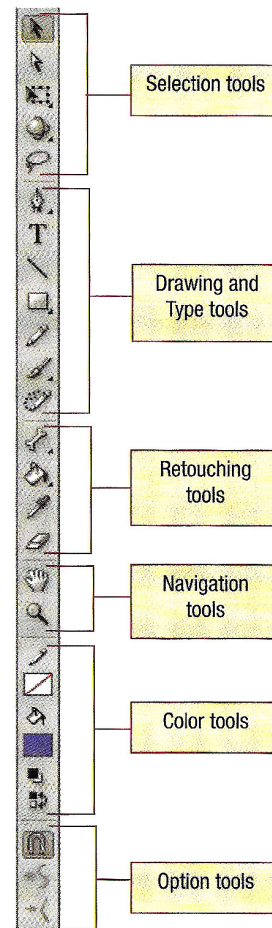 Selection tools
T
Drawing and
Type tools
Retouching
tools
Navigation
tools
Color tools
Option tools